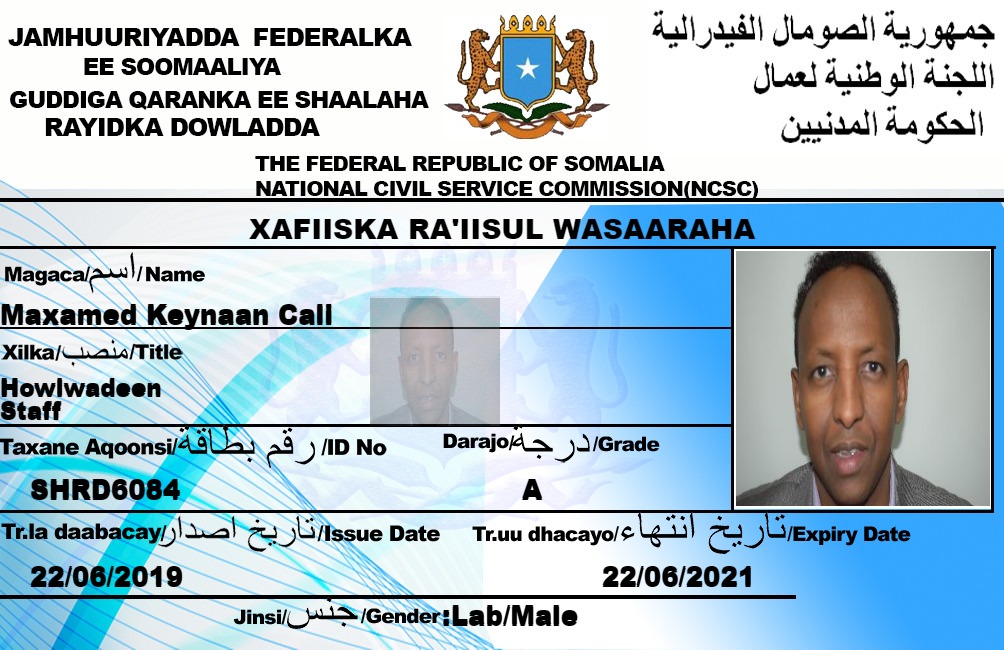 JAMHUURIYADDA FEDERALKA
EE SOOMAALIYA
GUDDIGA QARANKA EE SHAALAHA
RAYIDKA DOWLADDA
جمهورية الصومال الفيدرالية
اللجنة الوطنية لعمال
الحكومة المدنيين
THE FEDERAL REPUBLIC OF SOMALIA
NATIONAL CIVIL SERVICE COMMISSION(NCSC)
XAFIISKA RA'IISUL WASAARAHA
Magaca/اسم/Name
Maxamed Keynaan Cali
Xilka/منصب/Title
Howlwadeen
Staff
Taxane Aqoonsi/رقم بطاقة/ID No
Darajo/درجة/Grade
SHRD6084
A
Tr.la daabacay/تاريخ اصدار/Issue Date
Tr.uu dhacayo/تاريخ انتهاء/Expiry Date
22/06/2019
22/06/2021
Jinsi/جنس/Gender:Lab/Male